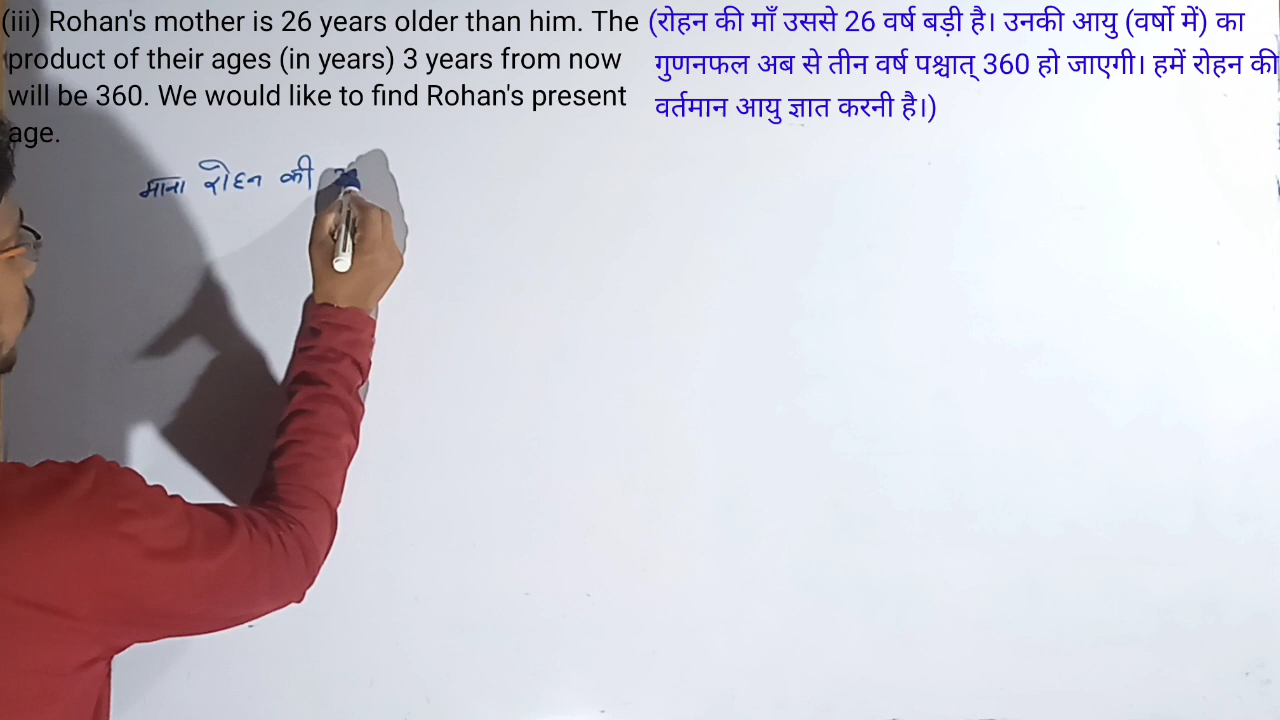 (iii) Rohan's mother is 26 years older than him. The
product of their ages (in years) 3 years from now
will be 360. We would like to find Rohan's present
age.
(रोहन की माँ उससे 26 वर्ष बड़ी है। उनकी आयु (वर्षो में) का
गुणनफल अब से तीन वर्ष पश्चात् 360 हो जाएगी। हमें रोहन की
वर्तमान आयु ज्ञात करनी है।)
माना रोहन की